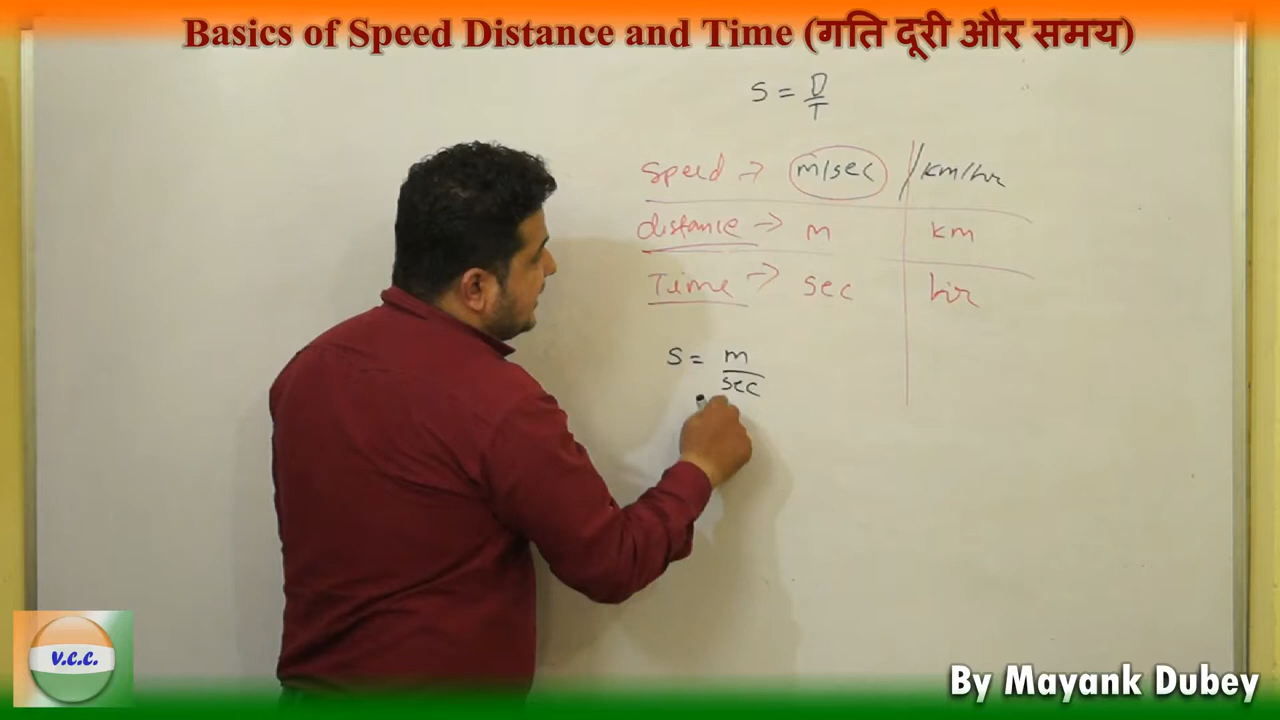 Basics of Speed Distance and Time (गति दूरी और समय)
S = D/T
Speed → m/sec / km/hr
distance → m km
Time → sec hr
S = m/sec
V.C.C.
By Mayank Dubey